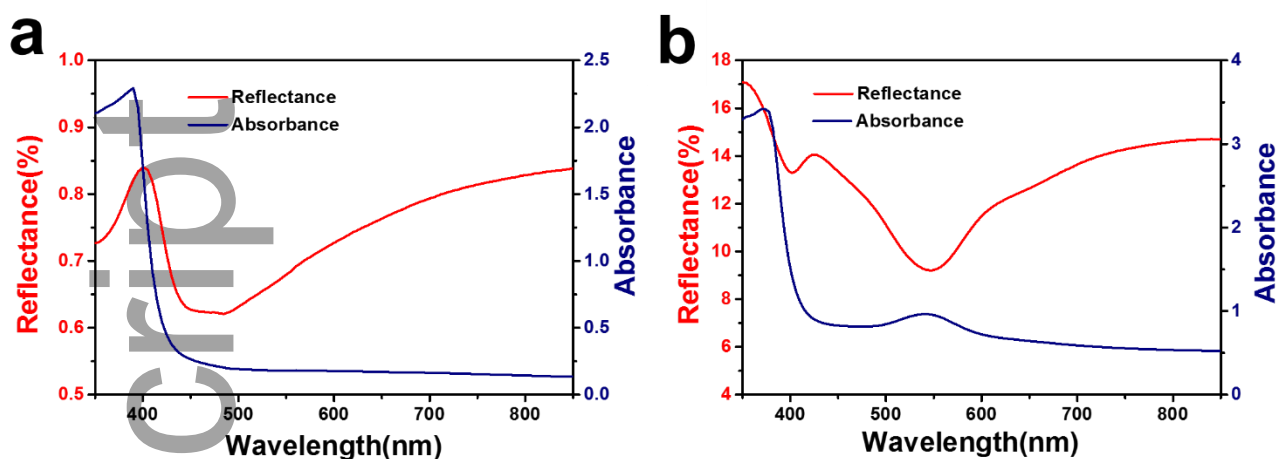 a
1.0
0.9
0.8
0.7
0.6
0.5
Reflectance(%)
Reflectance
Absorbance
2.5
2.0
1.5
1.0
0.5
0.0
Absorbance
400 500 600 700 800
Wavelength(nm)
cript
b
18
16
14
12
10
8
6
4
Reflectance(%)
Reflectance
Absorbance
4
3
2
1
0
Absorbance
400 500 600 700 800
Wavelength(nm)